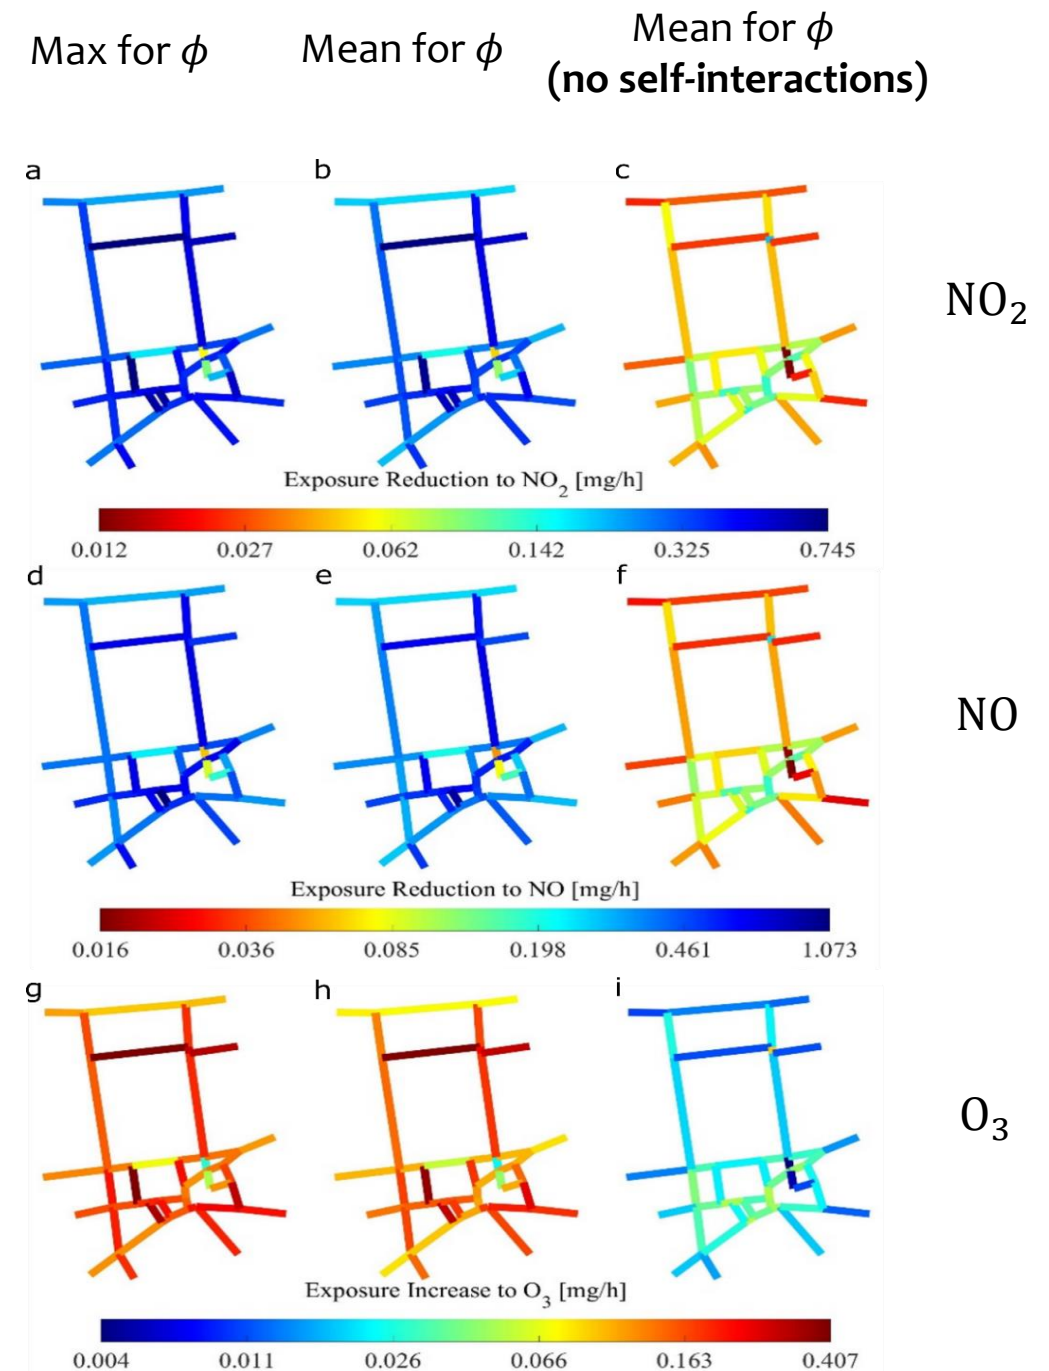 Max for ϕ
Mean for ϕ
Mean for ϕ
(no self-interactions)
a
b
c
NO₂
Exposure Reduction to NO₂ [mg/h]
0.012 0.027 0.062 0.142 0.325 0.745
d
e
f
NO
Exposure Reduction to NO [mg/h]
0.016 0.036 0.085 0.198 0.461 1.073
g
h
i
O₃
Exposure Increase to O₃ [mg/h]
0.004 0.011 0.026 0.066 0.163 0.407